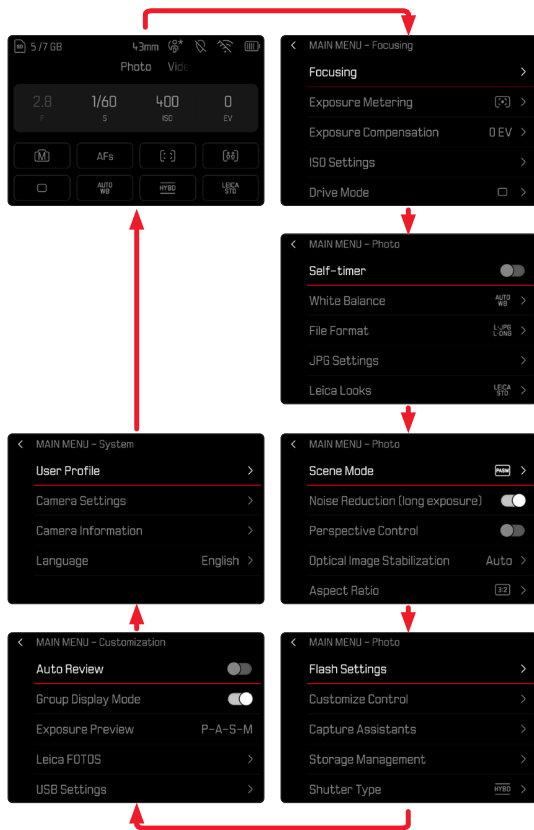 5 /7 GB 43mm
Photo Vide
2.8 1/60 400 0
F S ISO EV
M AFs
AUTO WB HYBD LEICA STD
MAIN MENU – Focusing
Focusing
Exposure Metering
Exposure Compensation 0 EV
ISO Settings
Drive Mode
MAIN MENU – Photo
Self-timer
White Balance AUTO WB
File Format L-JPG L-DNG
JPG Settings
Leica Looks LEICA STD
MAIN MENU – Photo
Scene Mode PASM
Noise Reduction (long exposure)
Perspective Control
Optical Image Stabilization Auto
Aspect Ratio 3:2
MAIN MENU – Photo
Flash Settings
Customize Control
Capture Assistants
Storage Management
Shutter Type HYBD
MAIN MENU – Customization
Auto Review
Group Display Mode
Exposure Preview P-A-S-M
Leica FOTOS
USB Settings
MAIN MENU – System
User Profile
Camera Settings
Camera Information
Language English